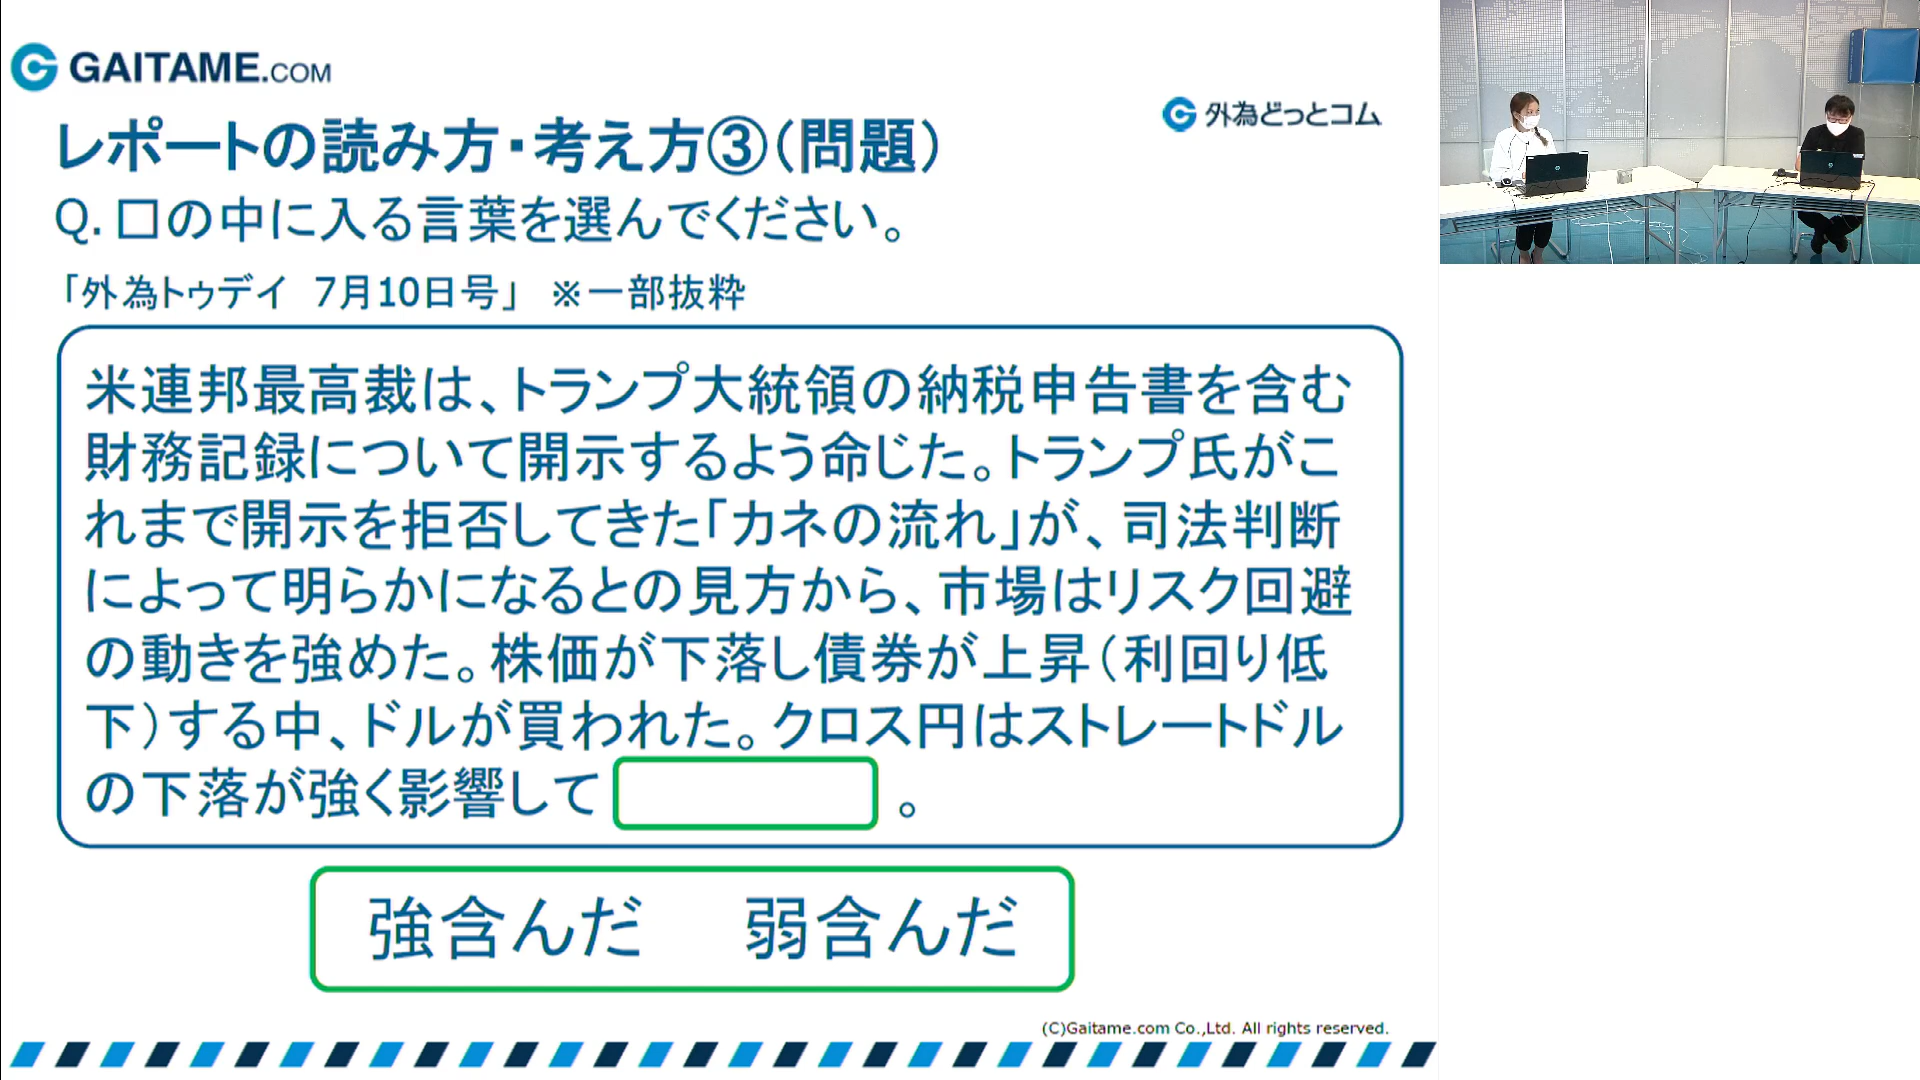 GAITAME.COM
外為どっとコム
レポートの読み方・考え方③（問題）
Q. 口の中に入る言葉を選んでください。
「外為トゥデイ 7月10日号」 ※一部抜粋
米連邦最高裁は、トランプ大統領の納税申告書を含む
財務記録について開示するよう命じた。トランプ氏がこ
れまで開示を拒否してきた「カネの流れ」が、司法判断
によって明らかになるとの見方から、市場はリスク回避
の動きを強めた。株価が下落し債券が上昇（利回り低
下）する中、ドルが買われた。クロス円はストレートドル
の下落が強く影響して 。
強含んだ 弱含んだ
(C)Gaitame.com Co.,Ltd. All rights reserved.